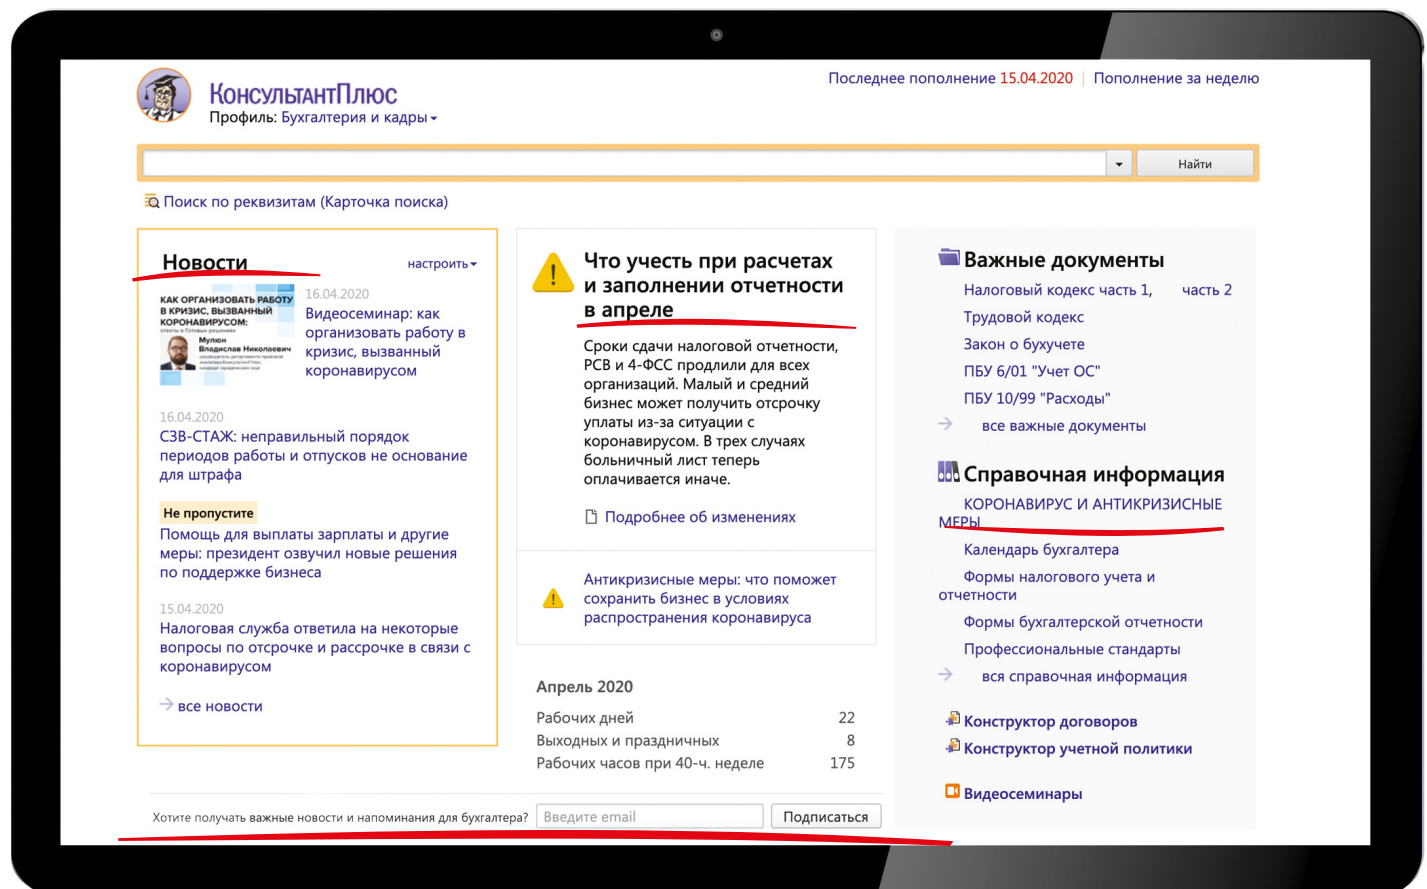 КонсультантПлюс
Профиль: Бухгалтерия и кадры
Последнее пополнение 15.04.2020 | Пополнение за неделю
Найти
Поиск по реквизитам (Карточка поиска)
Новости
настроить
КАК ОРГАНИЗОВАТЬ РАБОТУ
В КРИЗИС, ВЫЗВАННЫЙ
КОРОНАВИРУСОМ:
ответы в Готовых решениях
Мулюн
Владислав Николаевич
16.04.2020
Видеосеминар: как
организовать работу в
кризис, вызванный
коронавирусом
16.04.2020
СЗВ-СТАЖ: неправильный порядок
периодов работы и отпусков не основание
для штрафа
Не пропустите
Помощь для выплаты зарплаты и другие
меры: президент озвучил новые решения
по поддержке бизнеса
15.04.2020
Налоговая служба ответила на некоторые
вопросы по отсрочке и рассрочке в связи с
коронавирусом
все новости
Что учесть при расчетах
и заполнении отчетности
в апреле
Сроки сдачи налоговой отчетности,
РСВ и 4-ФСС продлили для всех
организаций. Малый и средний
бизнес может получить отсрочку
уплаты из-за ситуации с
коронавирусом. В трех случаях
больничный лист теперь
оплачивается иначе.
Подробнее об изменениях
Антикризисные меры: что поможет
сохранить бизнес в условиях
распространения коронавируса
Апрель 2020
Рабочих дней 22
Выходных и праздничных 8
Рабочих часов при 40-ч. неделе 175
Важные документы
Налоговый кодекс часть 1, часть 2
Трудовой кодекс
Закон о бухучете
ПБУ 6/01 "Учет ОС"
ПБУ 10/99 "Расходы"
все важные документы
Справочная информация
КОРОНАВИРУС И АНТИКРИЗИСНЫЕ
МЕРЫ
Календарь бухгалтера
Формы налогового учета и
отчетности
Формы бухгалтерской отчетности
Профессиональные стандарты
вся справочная информация
Конструктор договоров
Конструктор учетной политики
Видеосеминары
Хотите получать важные новости и напоминания для бухгалтера? Введите email Подписаться